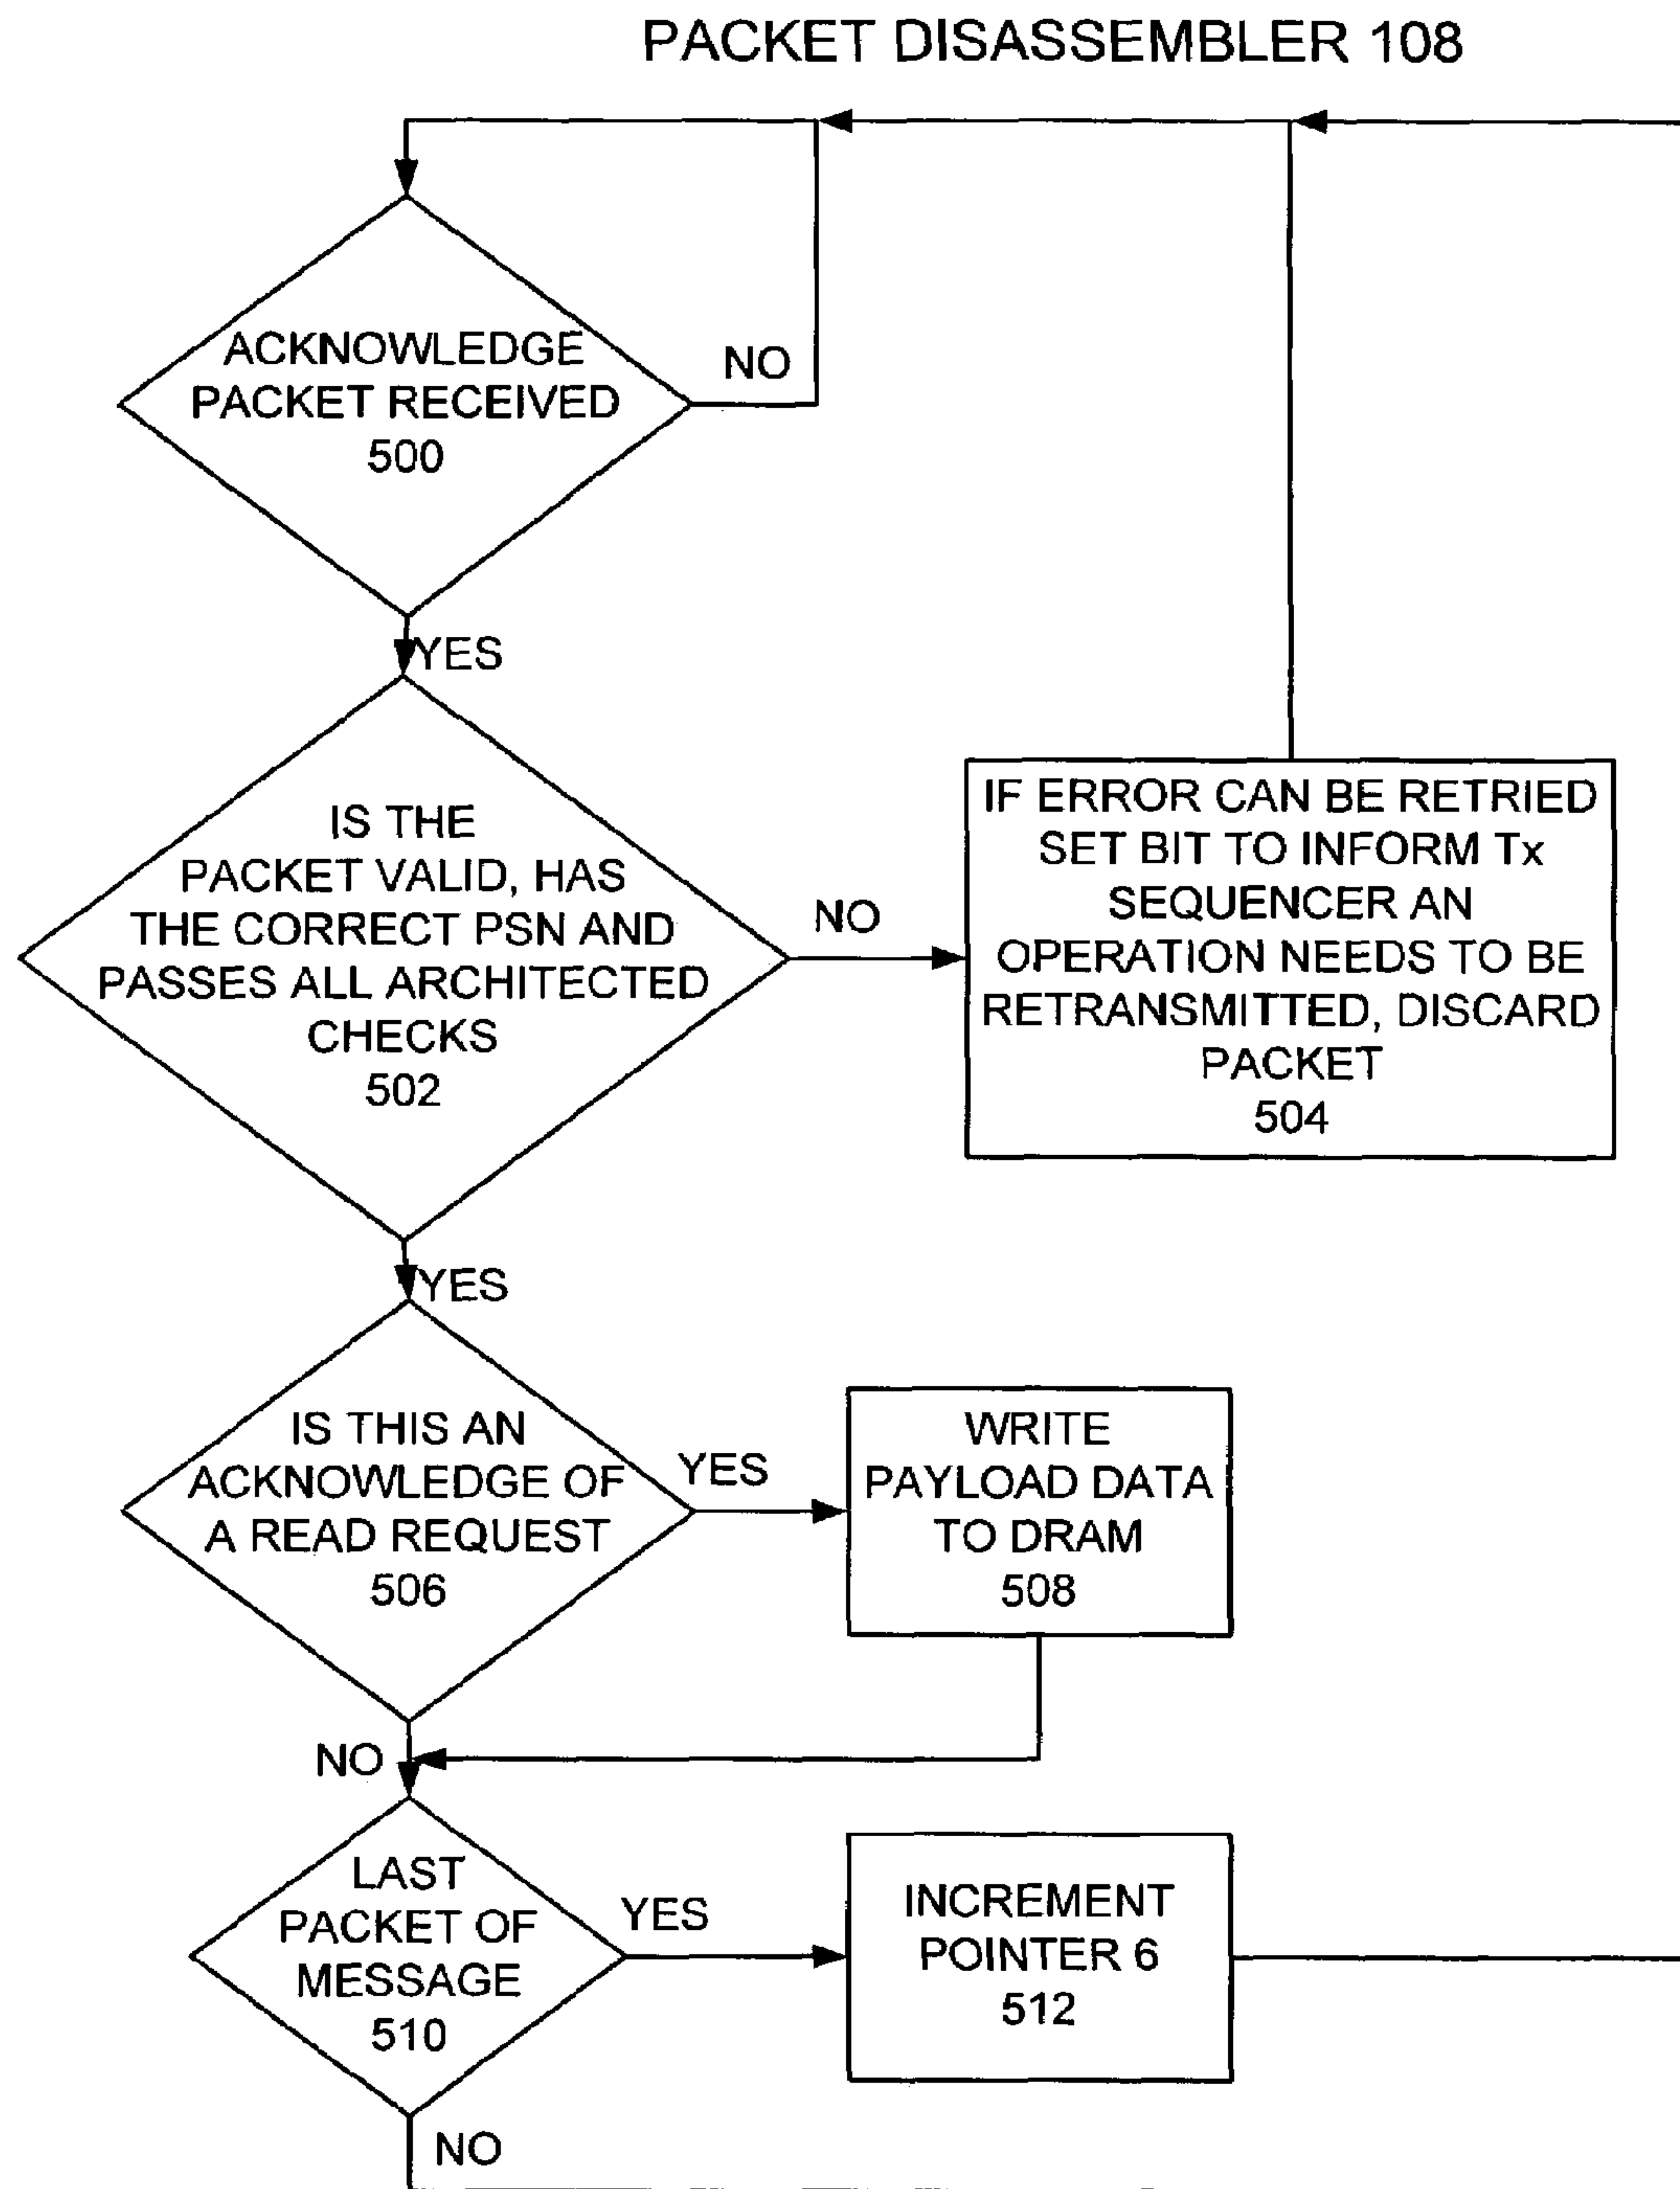 PACKET DISASSEMBLER 108
ACKNOWLEDGE
PACKET RECEIVED
500
NO
YES
IS THE
PACKET VALID, HAS
THE CORRECT PSN AND
PASSES ALL ARCHITECTED
CHECKS
502
NO
IF ERROR CAN BE RETRIED
SET BIT TO INFORM Tx
SEQUENCER AN
OPERATION NEEDS TO BE
RETRANSMITTED, DISCARD
PACKET
504
YES
IS THIS AN
ACKNOWLEDGE OF
A READ REQUEST
506
YES
WRITE
PAYLOAD DATA
TO DRAM
508
NO
LAST
PACKET OF
MESSAGE
510
YES
INCREMENT
POINTER 6
512
NO